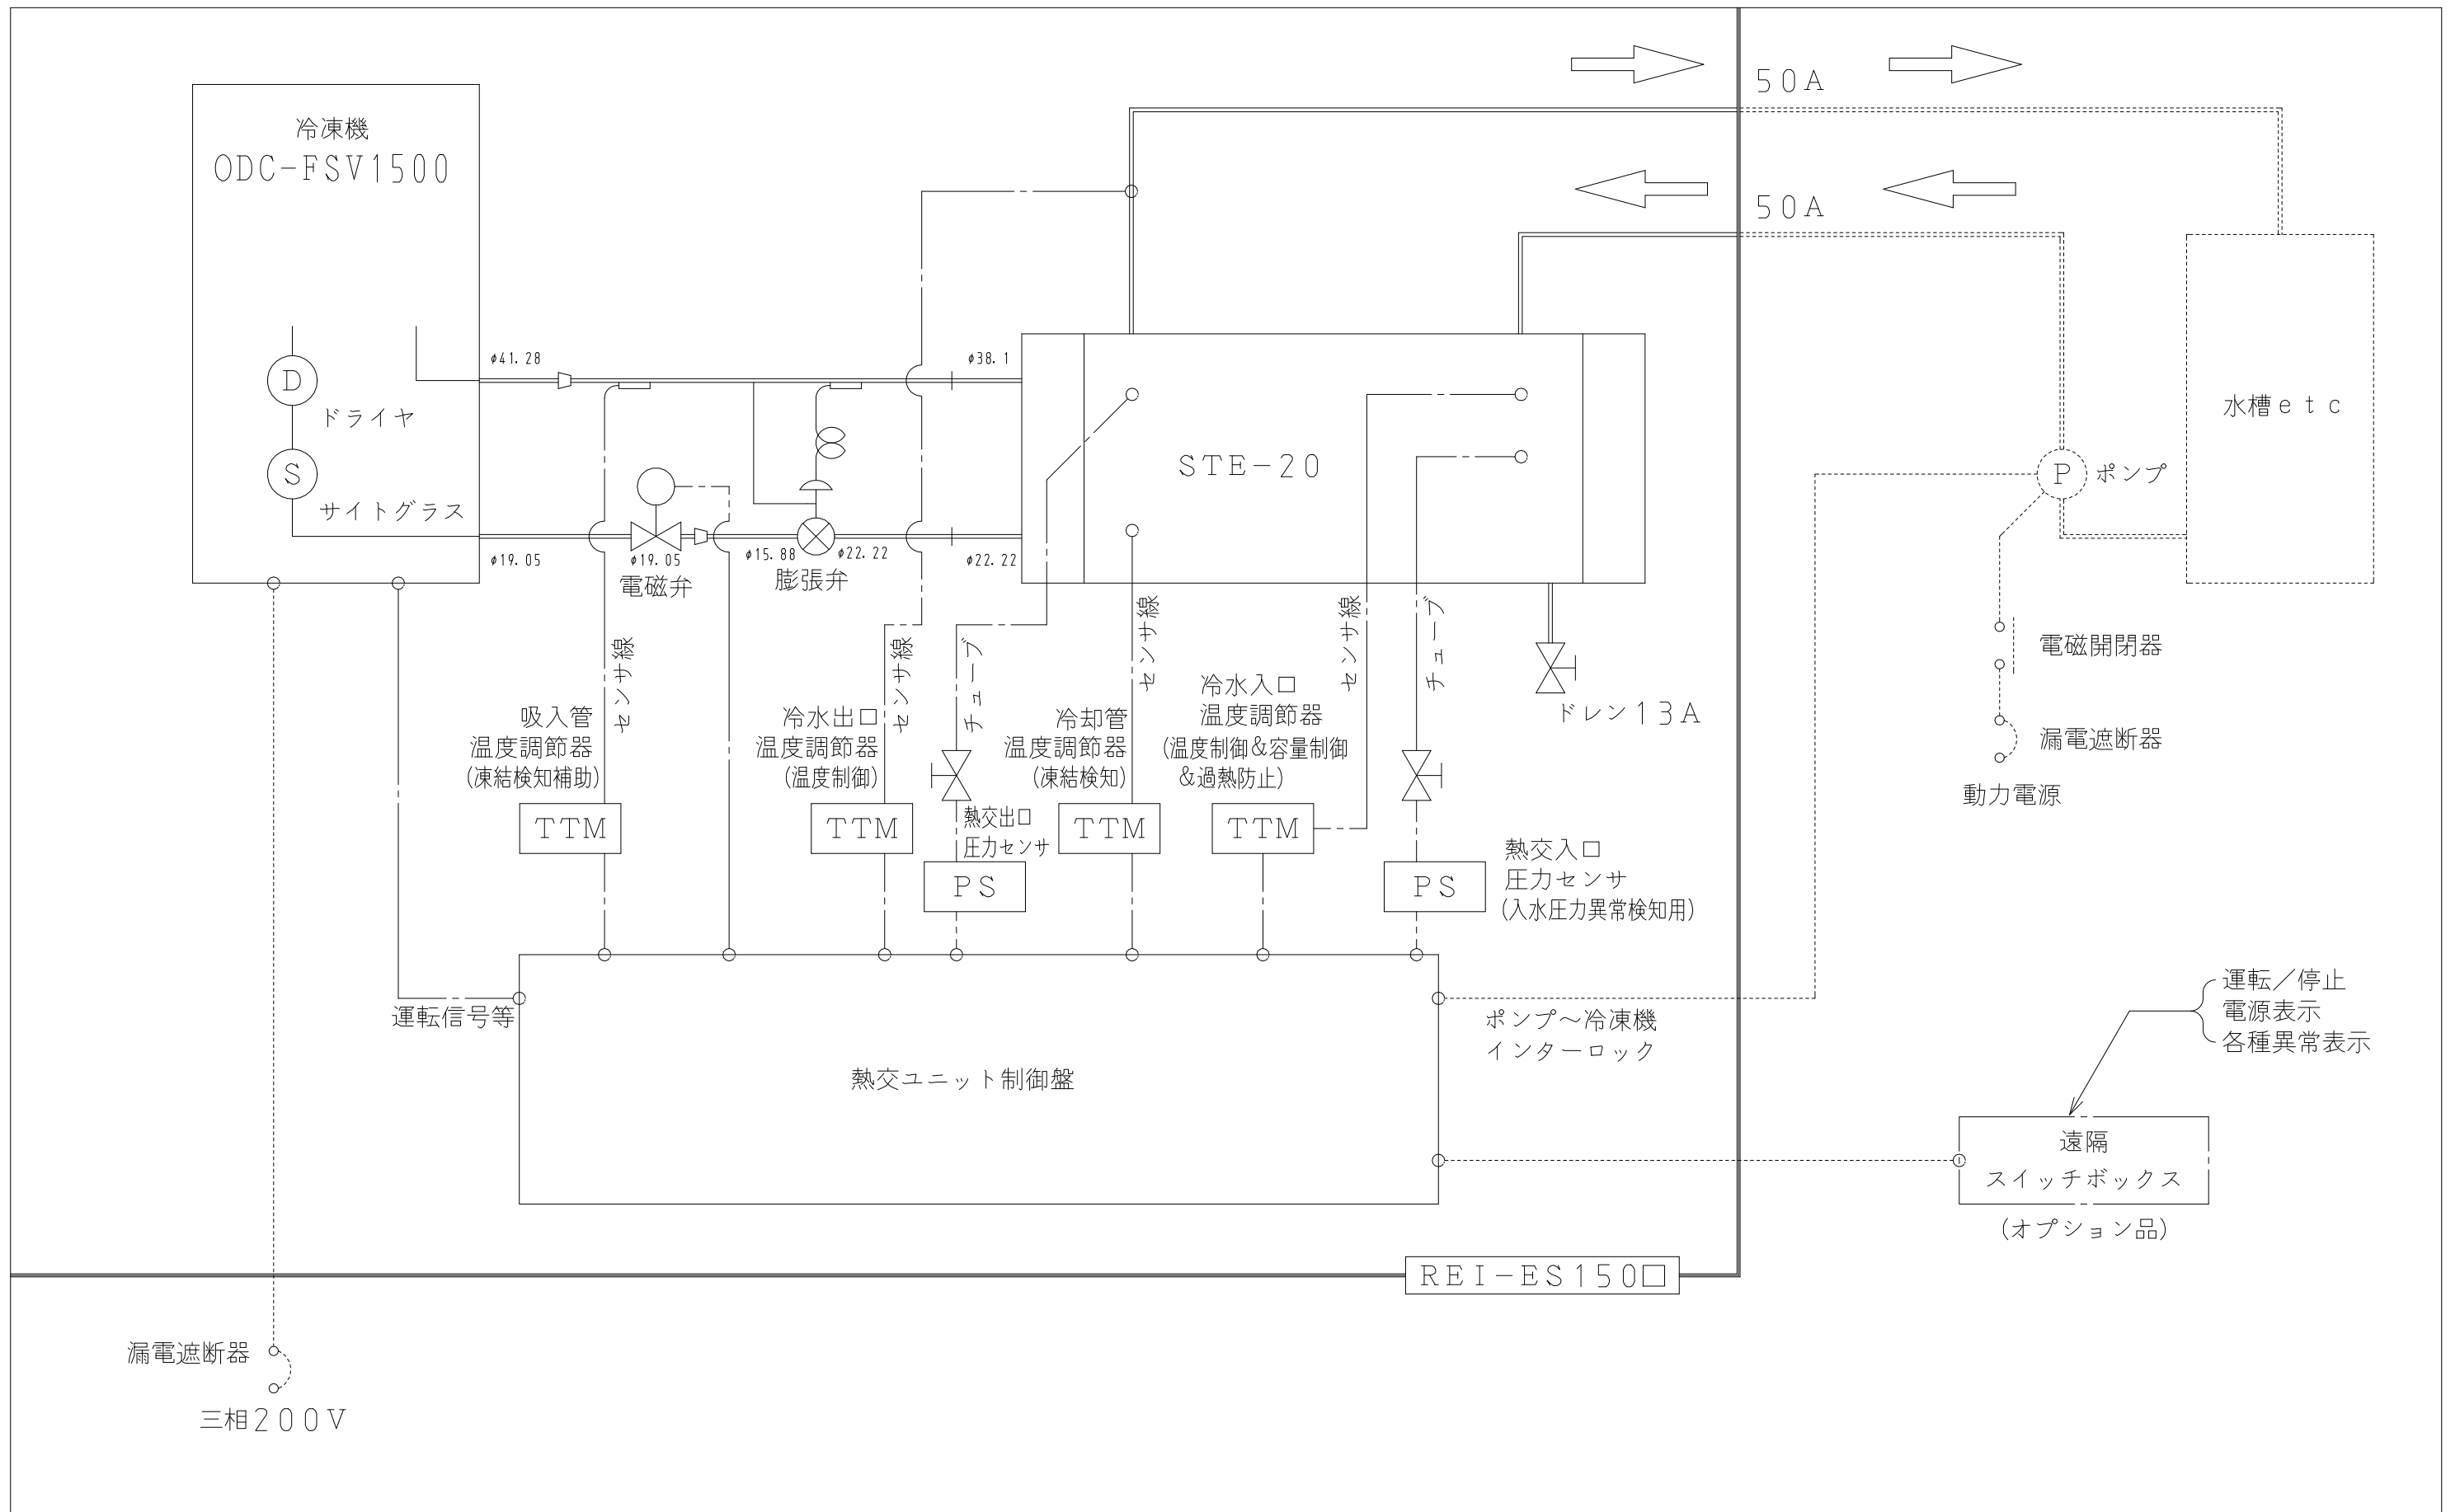 50A
冷凍機
ODC-FSV1500
50A
φ41.28
φ38.1
D
ドライヤ
水槽etc
STE-20
S
P
ポンプ
サイトグラス
φ19.05
φ19.05
φ15.88
φ22.22
φ22.22
電磁弁
膨張弁
センサ線
センサ線
チューブ
センサ線
センサ線
チューブ
電磁開閉器
ドレン13A
漏電遮断器
動力電源
吸入管
温度調節器
(凍結検知補助)
冷水出口
温度調節器
(温度制御)
冷却管
温度調節器
(凍結検知)
冷水入口
温度調節器
(温度制御&容量制御
&過熱防止)
TTM
TTM
熱交出口
圧力センサ
TTM
TTM
PS
PS
熱交入口
圧力センサ
(入水圧力異常検知用)
運転信号等
ポンプ～冷凍機
インターロック
運転／停止
電源表示
各種異常表示
熱交ユニット制御盤
遠隔
スイッチボックス
(オプション品)
REI-ES150□
漏電遮断器
三相200V